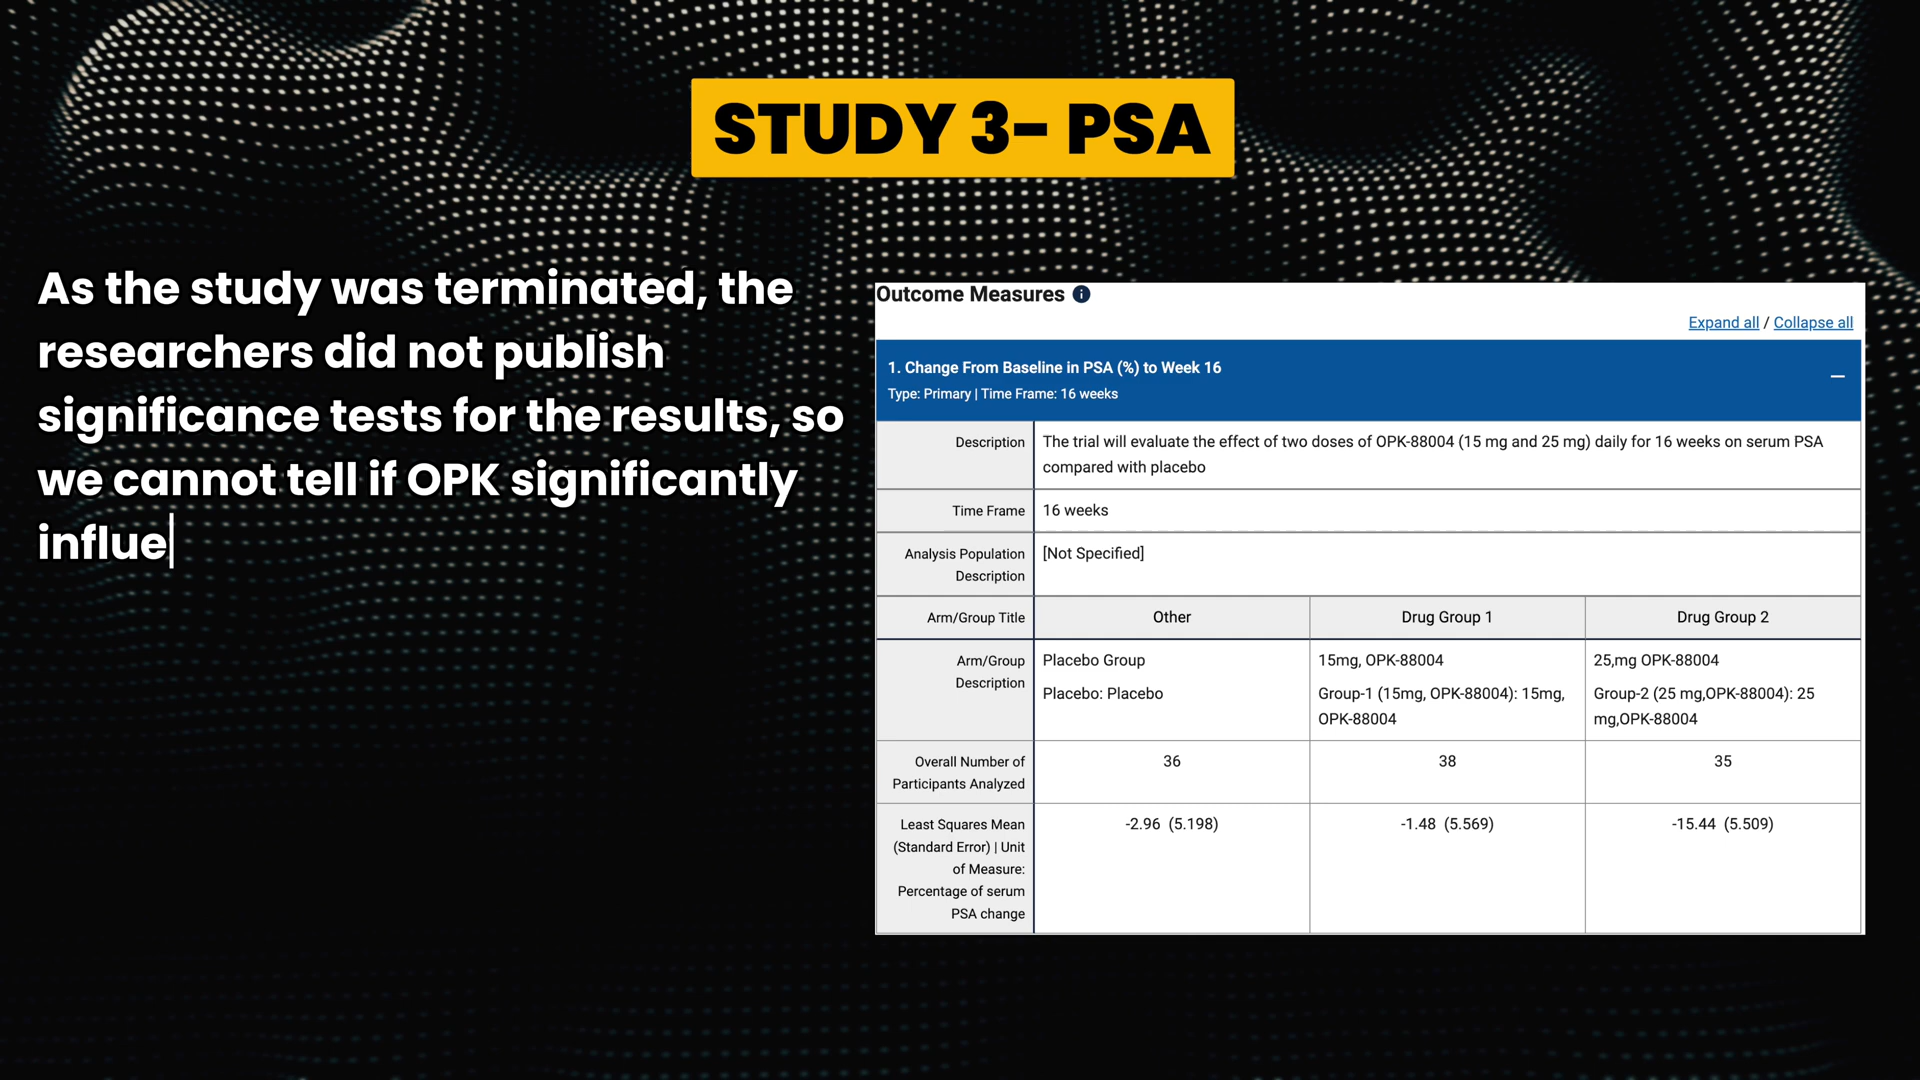 STUDY 3- PSA
As the study was terminated, the
researchers did not publish
significance tests for the results, so
we cannot tell if OPK significantly
influe
Outcome Measures
Expand all / Collapse all
1. Change From Baseline in PSA (%) to Week 16
Type: Primary | Time Frame: 16 weeks
Description
The trial will evaluate the effect of two doses of OPK-88004 (15 mg and 25 mg) daily for 16 weeks on serum PSA
compared with placebo
Time Frame
16 weeks
Analysis Population
Description
[Not Specified]
Arm/Group Title
Other
Drug Group 1
Drug Group 2
Arm/Group
Description
Placebo Group
Placebo: Placebo
15mg, OPK-88004
Group-1 (15mg, OPK-88004): 15mg,
OPK-88004
25,mg OPK-88004
Group-2 (25 mg,OPK-88004): 25
mg,OPK-88004
Overall Number of
Participants Analyzed
36
38
35
Least Squares Mean
(Standard Error) | Unit
of Measure:
Percentage of serum
PSA change
-2.96 (5.198)
-1.48 (5.569)
-15.44 (5.509)